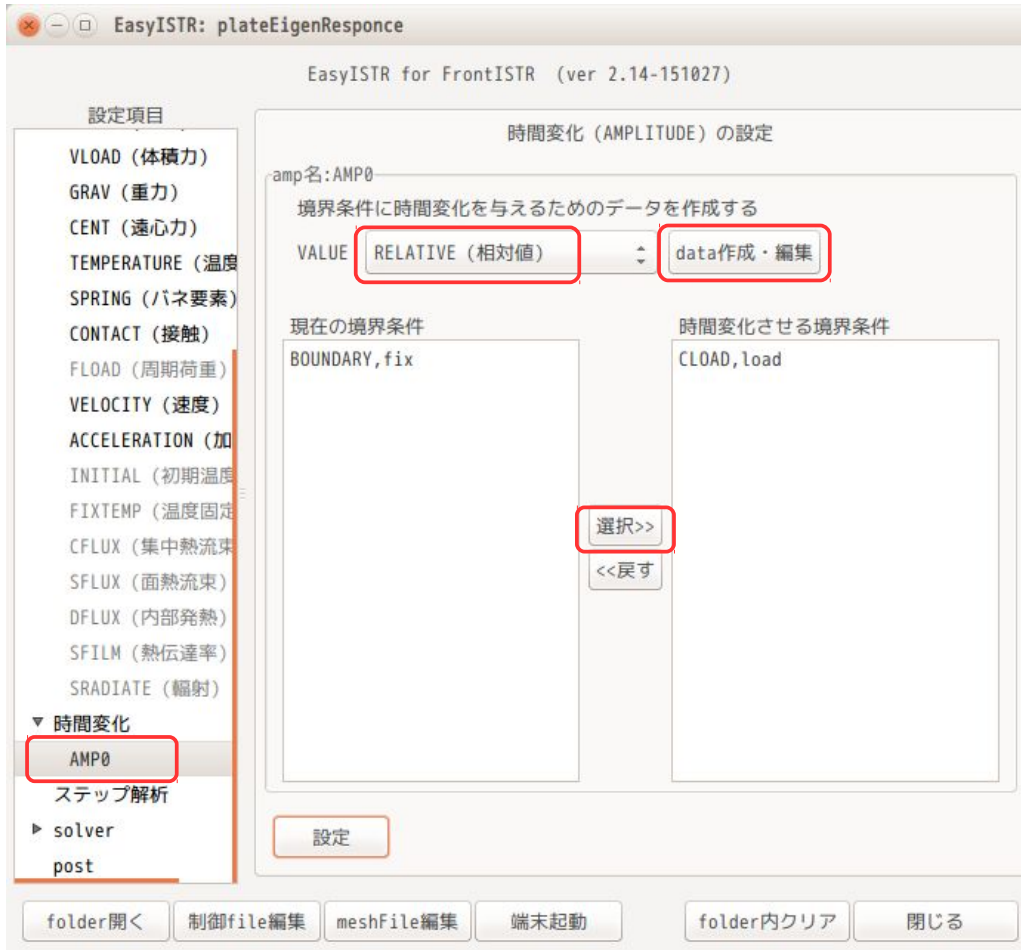 EasyISTR: plateEigenResponce
EasyISTR for FrontISTR (ver 2.14-151027)
設定項目
VLOAD (体積力)
GRAV (重力)
CENT (遠心力)
TEMPERATURE (温度
SPRING (バネ要素)
CONTACT (接触)
FLOAD (周期荷重)
VELOCITY (速度)
ACCELERATION (加
INITIAL (初期温度
FIXTEMP (温度固定
CFLUX (集中熱流束
SFLUX (面熱流束)
DFLUX (内部発熱)
SFILM (熱伝達率)
SRADIATE (輻射)
時間変化
AMP0
ステップ解析
solver
post
時間変化 (AMPLITUDE) の設定
amp名:AMP0
境界条件に時間変化を与えるためのデータを作成する
VALUE RELATIVE (相対値) data作成・編集
現在の境界条件
BOUNDARY,fix
選択>>
<<戻す
時間変化させる境界条件
CLOAD,load
設定
folder開く 制御file編集 meshFile編集 端末起動 folder内クリア 閉じる